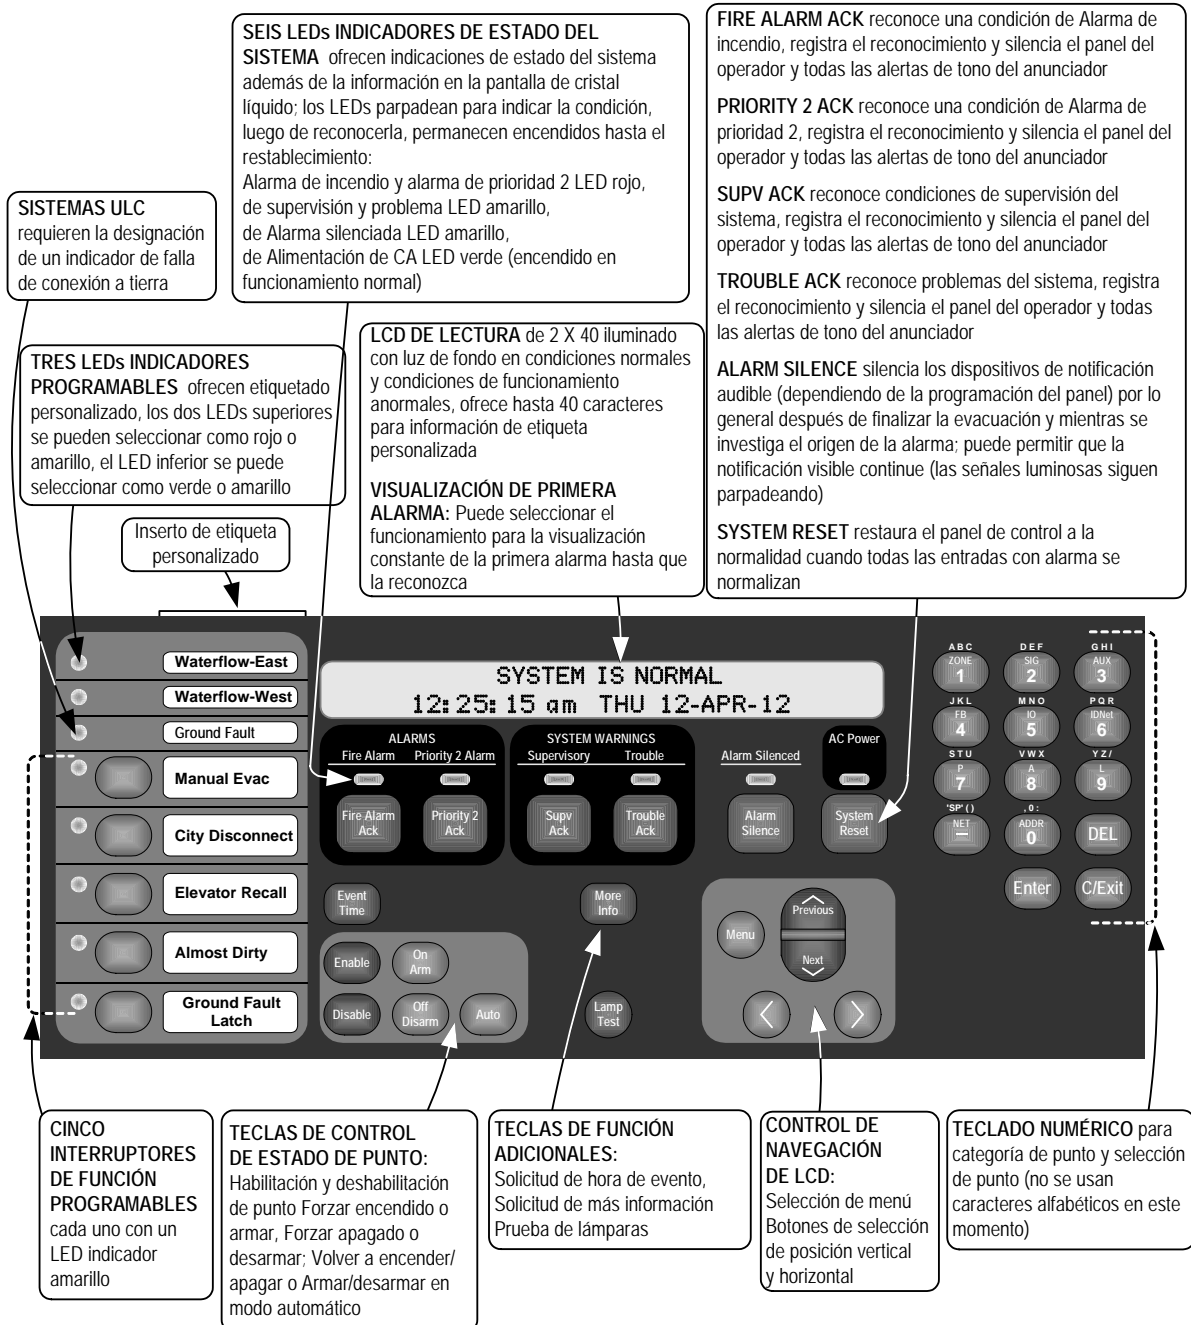 SEIS LEDs INDICADORES DE ESTADO DEL
SISTEMA ofrecen indicaciones de estado del sistema
además de la información en la pantalla de cristal
líquido; los LEDs parpadean para indicar la condición,
luego de reconocerla, permanecen encendidos hasta el
restablecimiento:
Alarma de incendio y alarma de prioridad 2 LED rojo,
de supervisión y problema LED amarillo,
de Alarma silenciada LED amarillo,
de Alimentación de CA LED verde (encendido en
funcionamiento normal)
FIRE ALARM ACK reconoce una condición de Alarma de
incendio, registra el reconocimiento y silencia el panel del
operador y todas las alertas de tono del anunciador
PRIORITY 2 ACK reconoce una condición de Alarma de
prioridad 2, registra el reconocimiento y silencia el panel del
operador y todas las alertas de tono del anunciador
SUPV ACK reconoce condiciones de supervisión del
sistema, registra el reconocimiento y silencia el panel del
operador y todas las alertas de tono del anunciador
TROUBLE ACK reconoce problemas del sistema, registra
el reconocimiento y silencia el panel del operador y todas
las alertas de tono del anunciador
ALARM SILENCE silencia los dispositivos de notificación
audible (dependiendo de la programación del panel) por lo
general después de finalizar la evacuación y mientras se
investiga el origen de la alarma; puede permitir que la
notificación visible continue (las señales luminosas siguen
parpadeando)
SYSTEM RESET restaura el panel de control a la
normalidad cuando todas las entradas con alarma se
normalizan
SISTEMAS ULC
requieren la designación
de un indicador de falla
de conexión a tierra
TRES LEDs INDICADORES
PROGRAMABLES ofrecen etiquetado
personalizado, los dos LEDs superiores
se pueden seleccionar como rojo o
amarillo, el LED inferior se puede
seleccionar como verde o amarillo
LCD DE LECTURA de 2 X 40 iluminado
con luz de fondo en condiciones normales
y condiciones de funcionamiento
anormales, ofrece hasta 40 caracteres
para información de etiqueta
personalizada
VISUALIZACIÓN DE PRIMERA
ALARMA: Puede seleccionar el
funcionamiento para la visualización
constante de la primera alarma hasta que
la reconozca
Inserto de etiqueta
personalizado
Waterflow-East
Waterflow-West
Ground Fault
Manual Evac
City Disconnect
Elevator Recall
Almost Dirty
Ground Fault
Latch
SYSTEM IS NORMAL
12:25:15 am THU 12-APR-12
ALARMS
Fire Alarm Priority 2 Alarm
SYSTEM WARNINGS
Supervisory Trouble
Alarm Silenced
AC Power
Fire Alarm
Ack
Priority 2
Ack
Supv
Ack
Trouble
Ack
Alarm
Silence
System
Reset
Event
Time
More
Info
Enable
On
Arm
Disable
Off
Disarm
Auto
Lamp
Test
Menu
Previous
Next
A B C
ZONE
1
D E F
SIG
2
G H I
AUX
3
J K L
FB
4
M N O
IO
5
P Q R
IDNet
6
S T U
P
7
V W X
A
8
Y Z /
L
9
'SP' ( )
NET
–
, 0 :
ADDR
0
DEL
Enter
C/Exit
CINCO
INTERRUPTORES
DE FUNCIÓN
PROGRAMABLES
cada uno con un
LED indicador
amarillo
TECLAS DE CONTROL
DE ESTADO DE PUNTO:
Habilitación y deshabilitación
de punto Forzar encendido o
armar, Forzar apagado o
desarmar; Volver a encender/
apagar o Armar/desarmar en
modo automático
TECLAS DE FUNCIÓN
ADICIONALES:
Solicitud de hora de evento,
Solicitud de más información
Prueba de lámparas
CONTROL DE
NAVEGACIÓN
DE LCD:
Selección de menú
Botones de selección
de posición vertical
y horizontal
TECLADO NUMÉRICO para
categoría de punto y selección
de punto (no se usan
caracteres alfabéticos en este
momento)